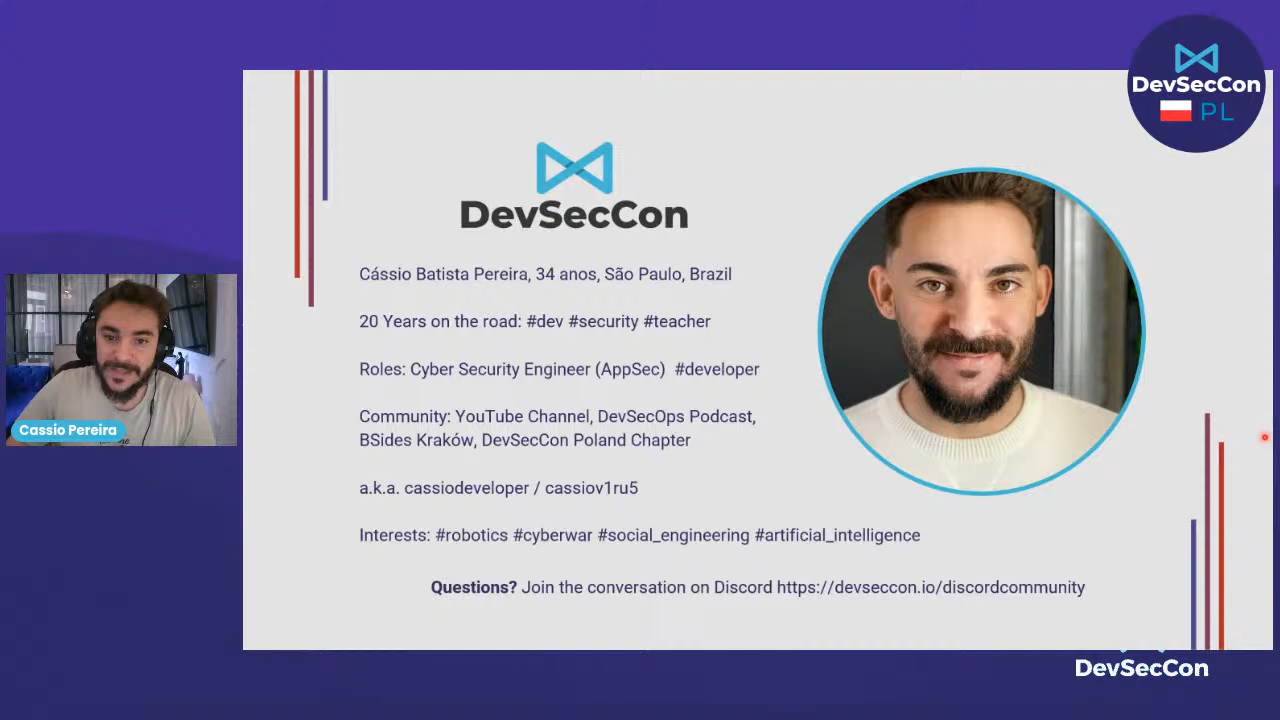 DevSecCon
PL
DevSecCon
Cássio Batista Pereira, 34 anos, São Paulo, Brazil
20 Years on the road: #dev #security #teacher
Roles: Cyber Security Engineer (AppSec) #developer
Community: YouTube Channel, DevSecOps Podcast,
BSides Kraków, DevSecCon Poland Chapter
a.k.a. cassiodeveloper / cassiov1ru5
Interests: #robotics #cyberwar #social_engineering #artificial_intelligence
Questions? Join the conversation on Discord https://devseccon.io/discordcommunity
Cassio Pereira
DevSecCon